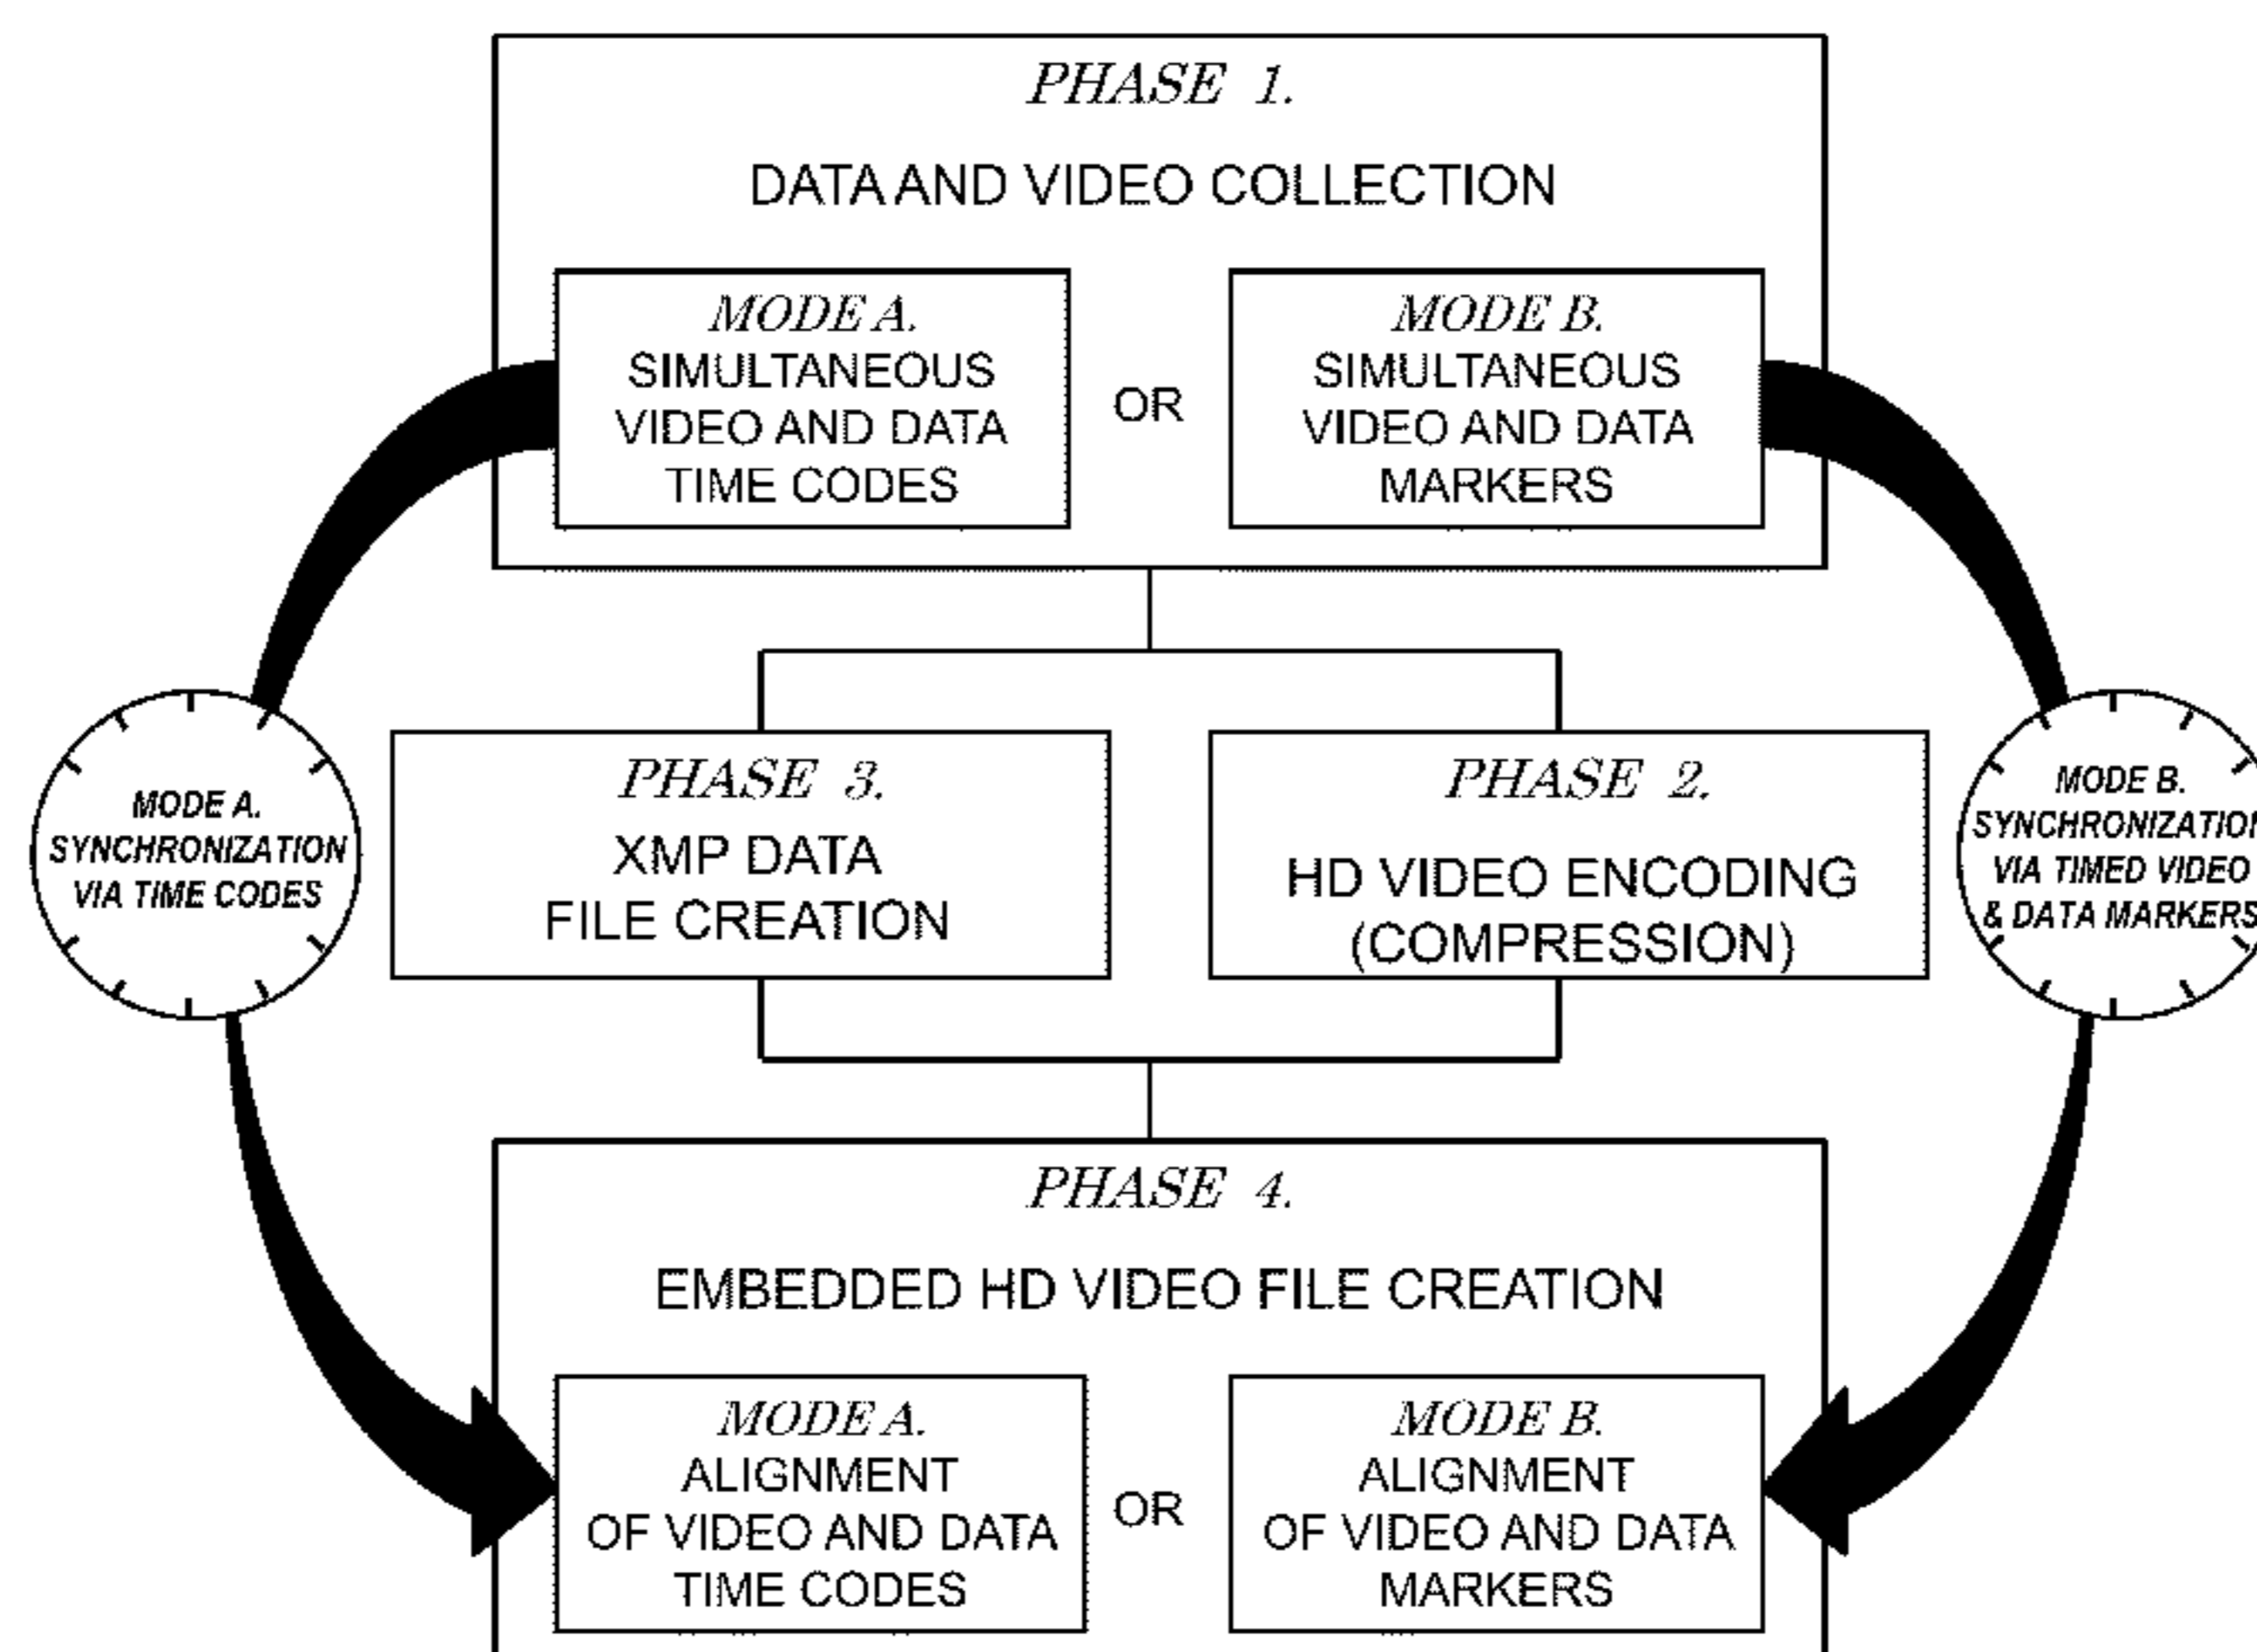 PHASE 1.
DATA AND VIDEO COLLECTION
MODE A.
SIMULTANEOUS
VIDEO AND DATA
TIME CODES
OR
MODE B.
SIMULTANEOUS
VIDEO AND DATA
MARKERS
MODE A.
SYNCHRONIZATION
VIA TIME CODES
PHASE 3.
XMP DATA
FILE CREATION
PHASE 2.
HD VIDEO ENCODING
(COMPRESSION)
MODE B.
SYNCHRONIZATION
VIA TIMED VIDEO
& DATA MARKERS
PHASE 4.
EMBEDDED HD VIDEO FILE CREATION
MODE A.
ALIGNMENT
OF VIDEO AND DATA
TIME CODES
OR
MODE B.
ALIGNMENT
OF VIDEO AND DATA
MARKERS